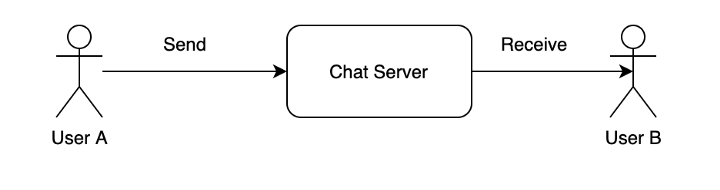 Send
Receive
Chat Server
User A
User B